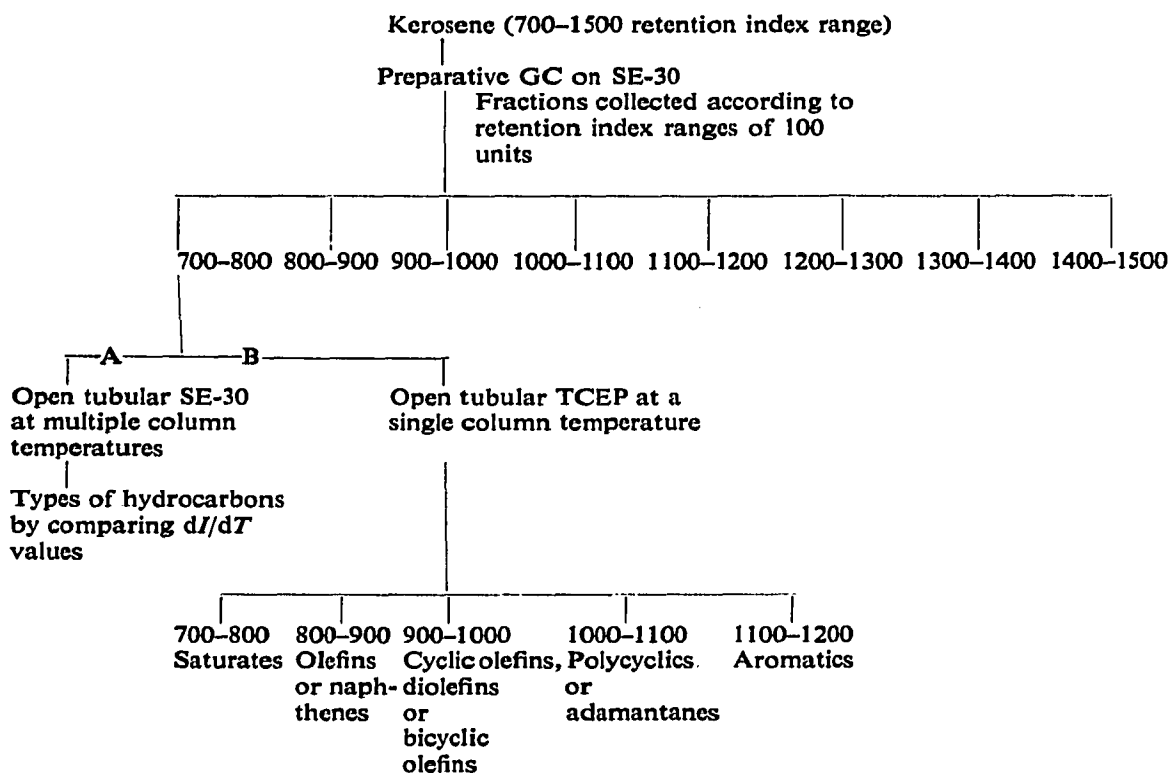 Kerosene (700–1500 retention index range)
Preparative GC on SE-30
Fractions collected according to
retention index ranges of 100
units
700–800 800–900 900–1000 1000–1100 1100–1200 1200–1300 1300–1400 1400–1500
A B
Open tubular SE-30
at multiple column
temperatures
Open tubular TCEP at a
single column temperature
Types of hydrocarbons
by comparing dI/dT
values
700–800
Saturates
800–900
Olefins
or naph-
thenes
900–1000
Cyclic olefins,
diolefins
or
bicyclic
olefins
1000–1100
Polycyclics
or
adamantanes
1100–1200
Aromatics